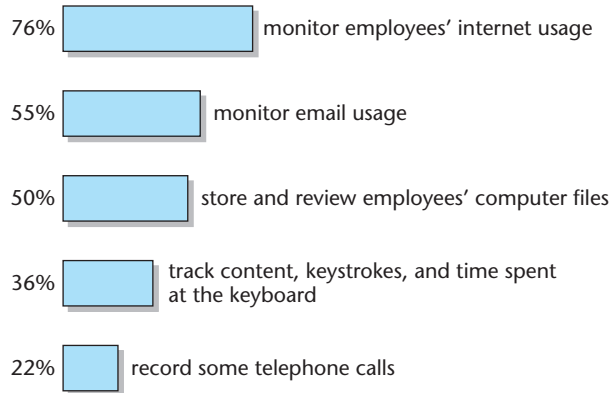 76% monitor employees’ internet usage
55% monitor email usage
50% store and review employees’ computer files
36% track content, keystrokes, and time spent
at the keyboard
22% record some telephone calls